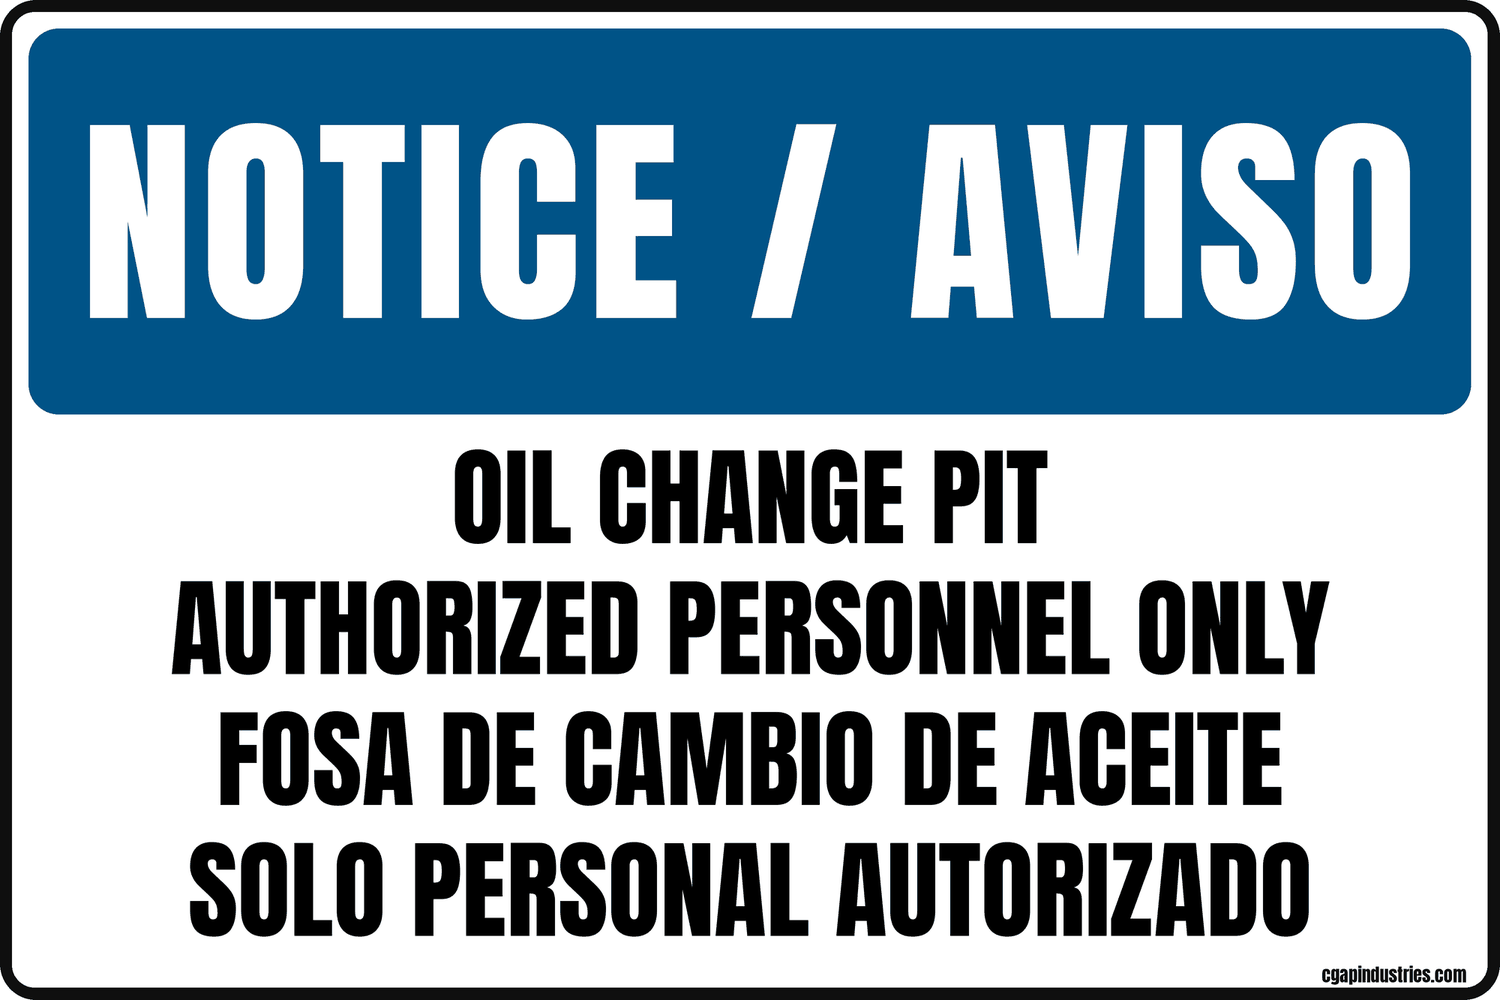 NOTICE / AVISO
OIL CHANGE PIT
AUTHORIZED PERSONNEL ONLY
FOSA DE CAMBIO DE ACEITE
SOLO PERSONAL AUTORIZADO
cgapindustries.com